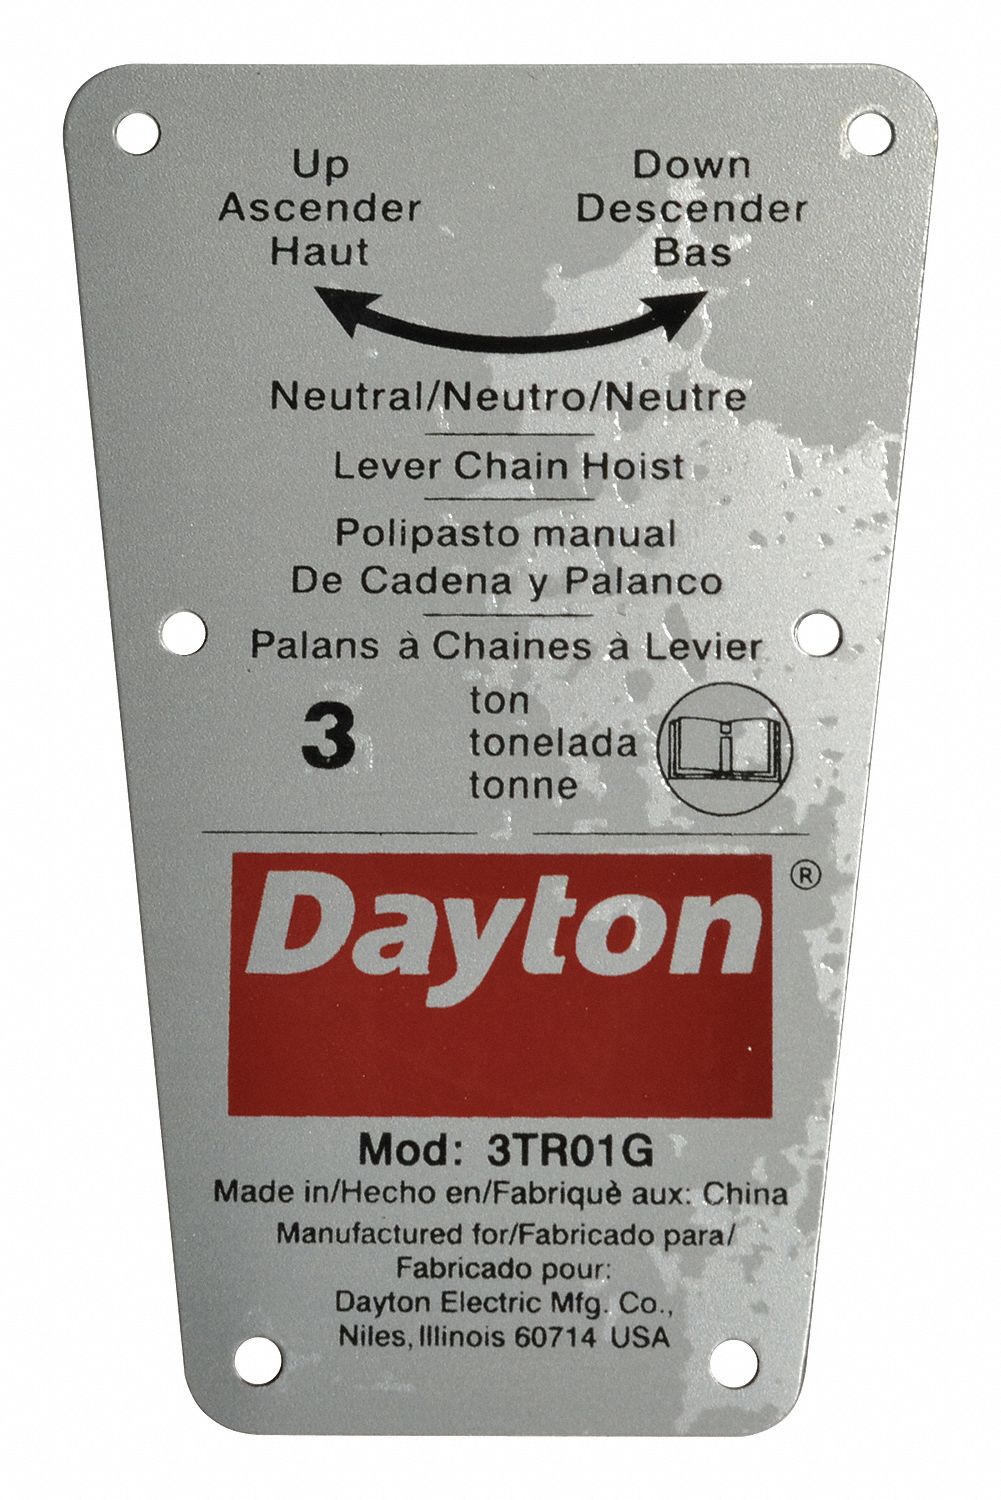 Up Down
Ascender Descender
Haut Bas
Neutral/Neutro/Neutre
Lever Chain Hoist
Polipasto manual
De Cadena y Palanco
Palans à Chaines à Levier
3
ton
tonelada
tonne
Dayton ®
Mod: 3TR01G
Made in/Hecho en/Fabriquè aux: China
Manufactured for/Fabricado para/
Fabricado pour:
Dayton Electric Mfg. Co.,
Niles, Illinois 60714 USA